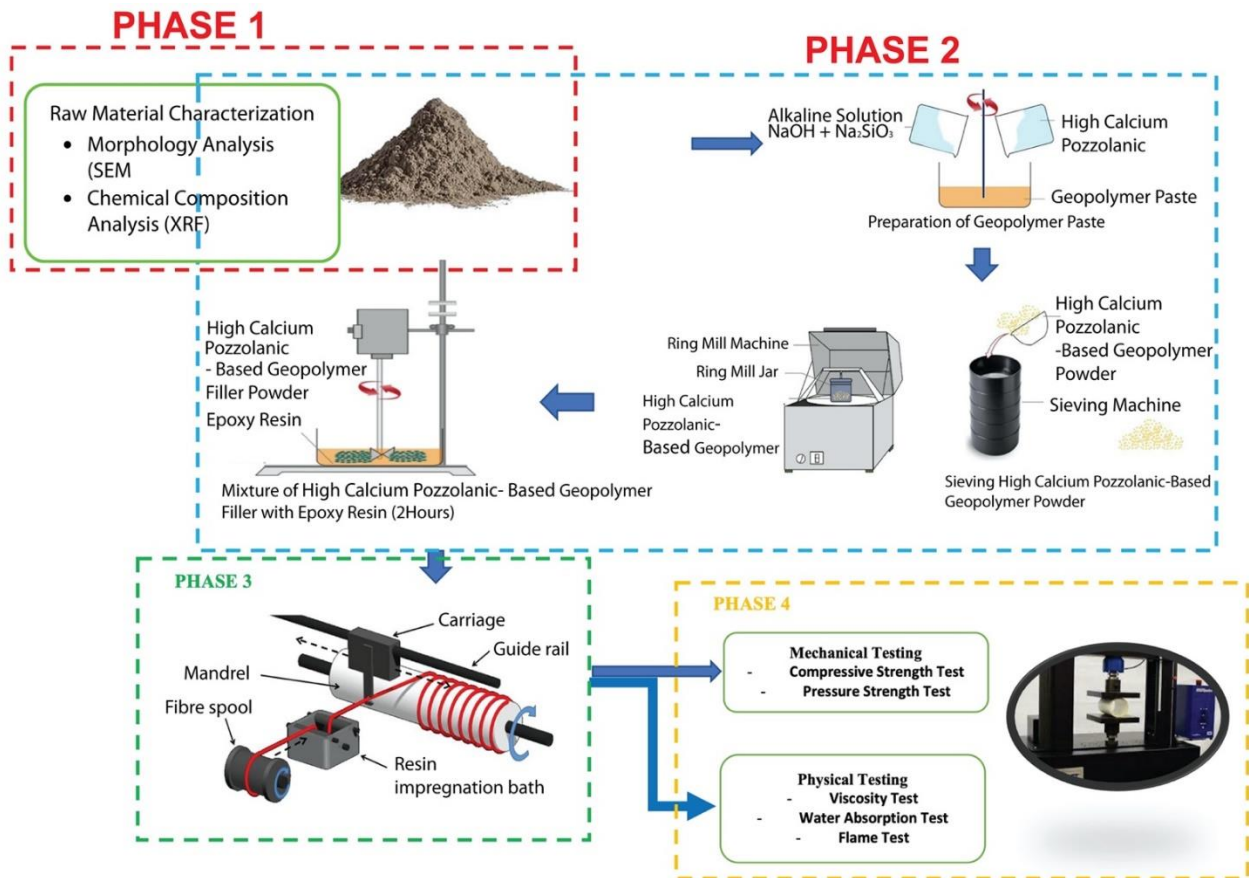 PHASE 1
Raw Material Characterization
• Morphology Analysis
(SEM
• Chemical Composition
Analysis (XRF)
PHASE 2
Alkaline Solution
NaOH + Na₂SiO₃
High Calcium
Pozzolanic
Geopolymer Paste
Preparation of Geopolymer Paste
High Calcium
Pozzolanic
-Based Geopolymer
Powder
Sieving Machine
Sieving High Calcium Pozzolanic-Based
Geopolymer Powder
Ring Mill Machine
Ring Mill Jar
High Calcium
Pozzolanic-
Based Geopolymer
High Calcium
Pozzolanic
- Based Geopolymer
Filler Powder
Epoxy Resin
Mixture of High Calcium Pozzolanic- Based Geopolymer
Filler with Epoxy Resin (2Hours)
PHASE 3
Carriage
Guide rail
Mandrel
Fibre spool
Resin
impregnation bath
PHASE 4
Mechanical Testing
- Compressive Strength Test
- Pressure Strength Test
Physical Testing
- Viscosity Test
- Water Absorption Test
- Flame Test